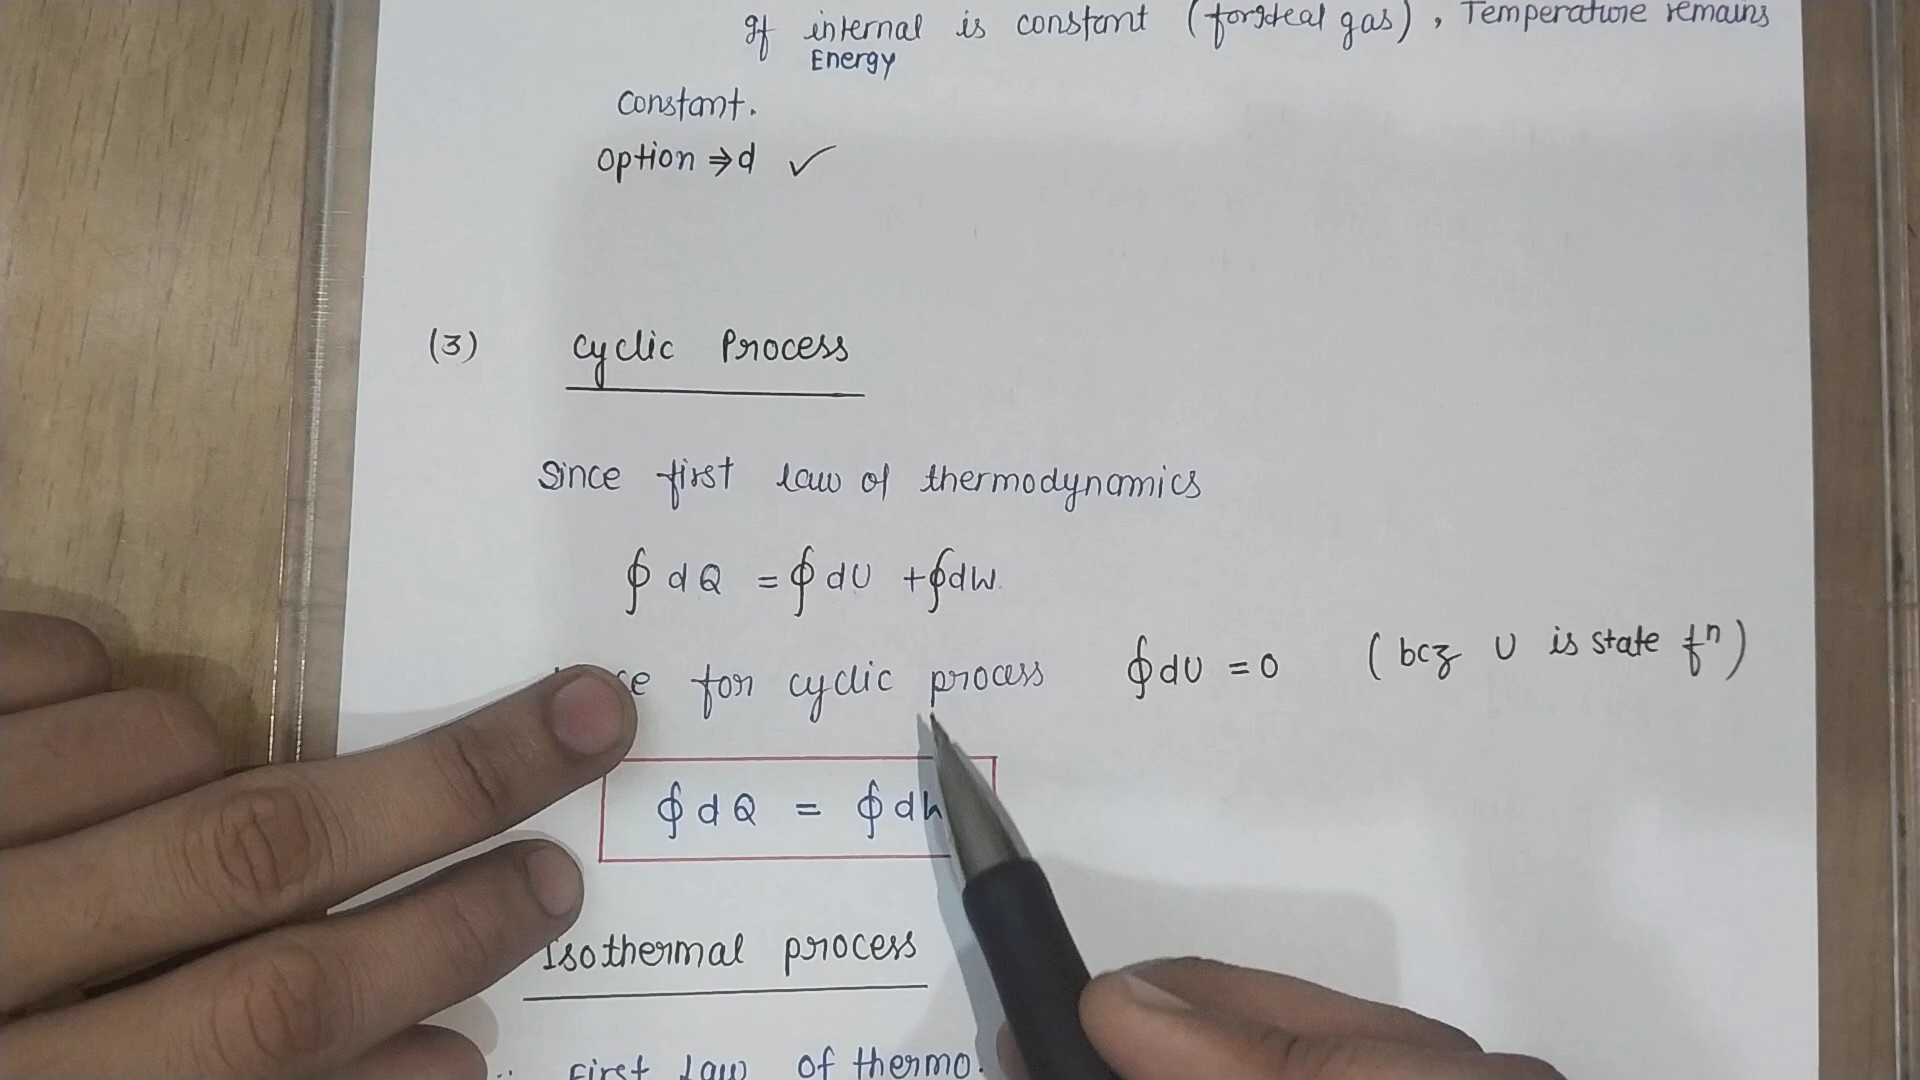 If internal is constant (for ideal gas), Temperature remains
Energy
constant.
option ⇒ d ✓
(3) Cyclic Process
Since first law of thermodynamics
∮ dQ = ∮ dU + ∮dW
for cyclic process ∮ dU = 0 (bcz U is state fⁿ)
∮ dQ = ∮
Isothermal process
First law of thermo.